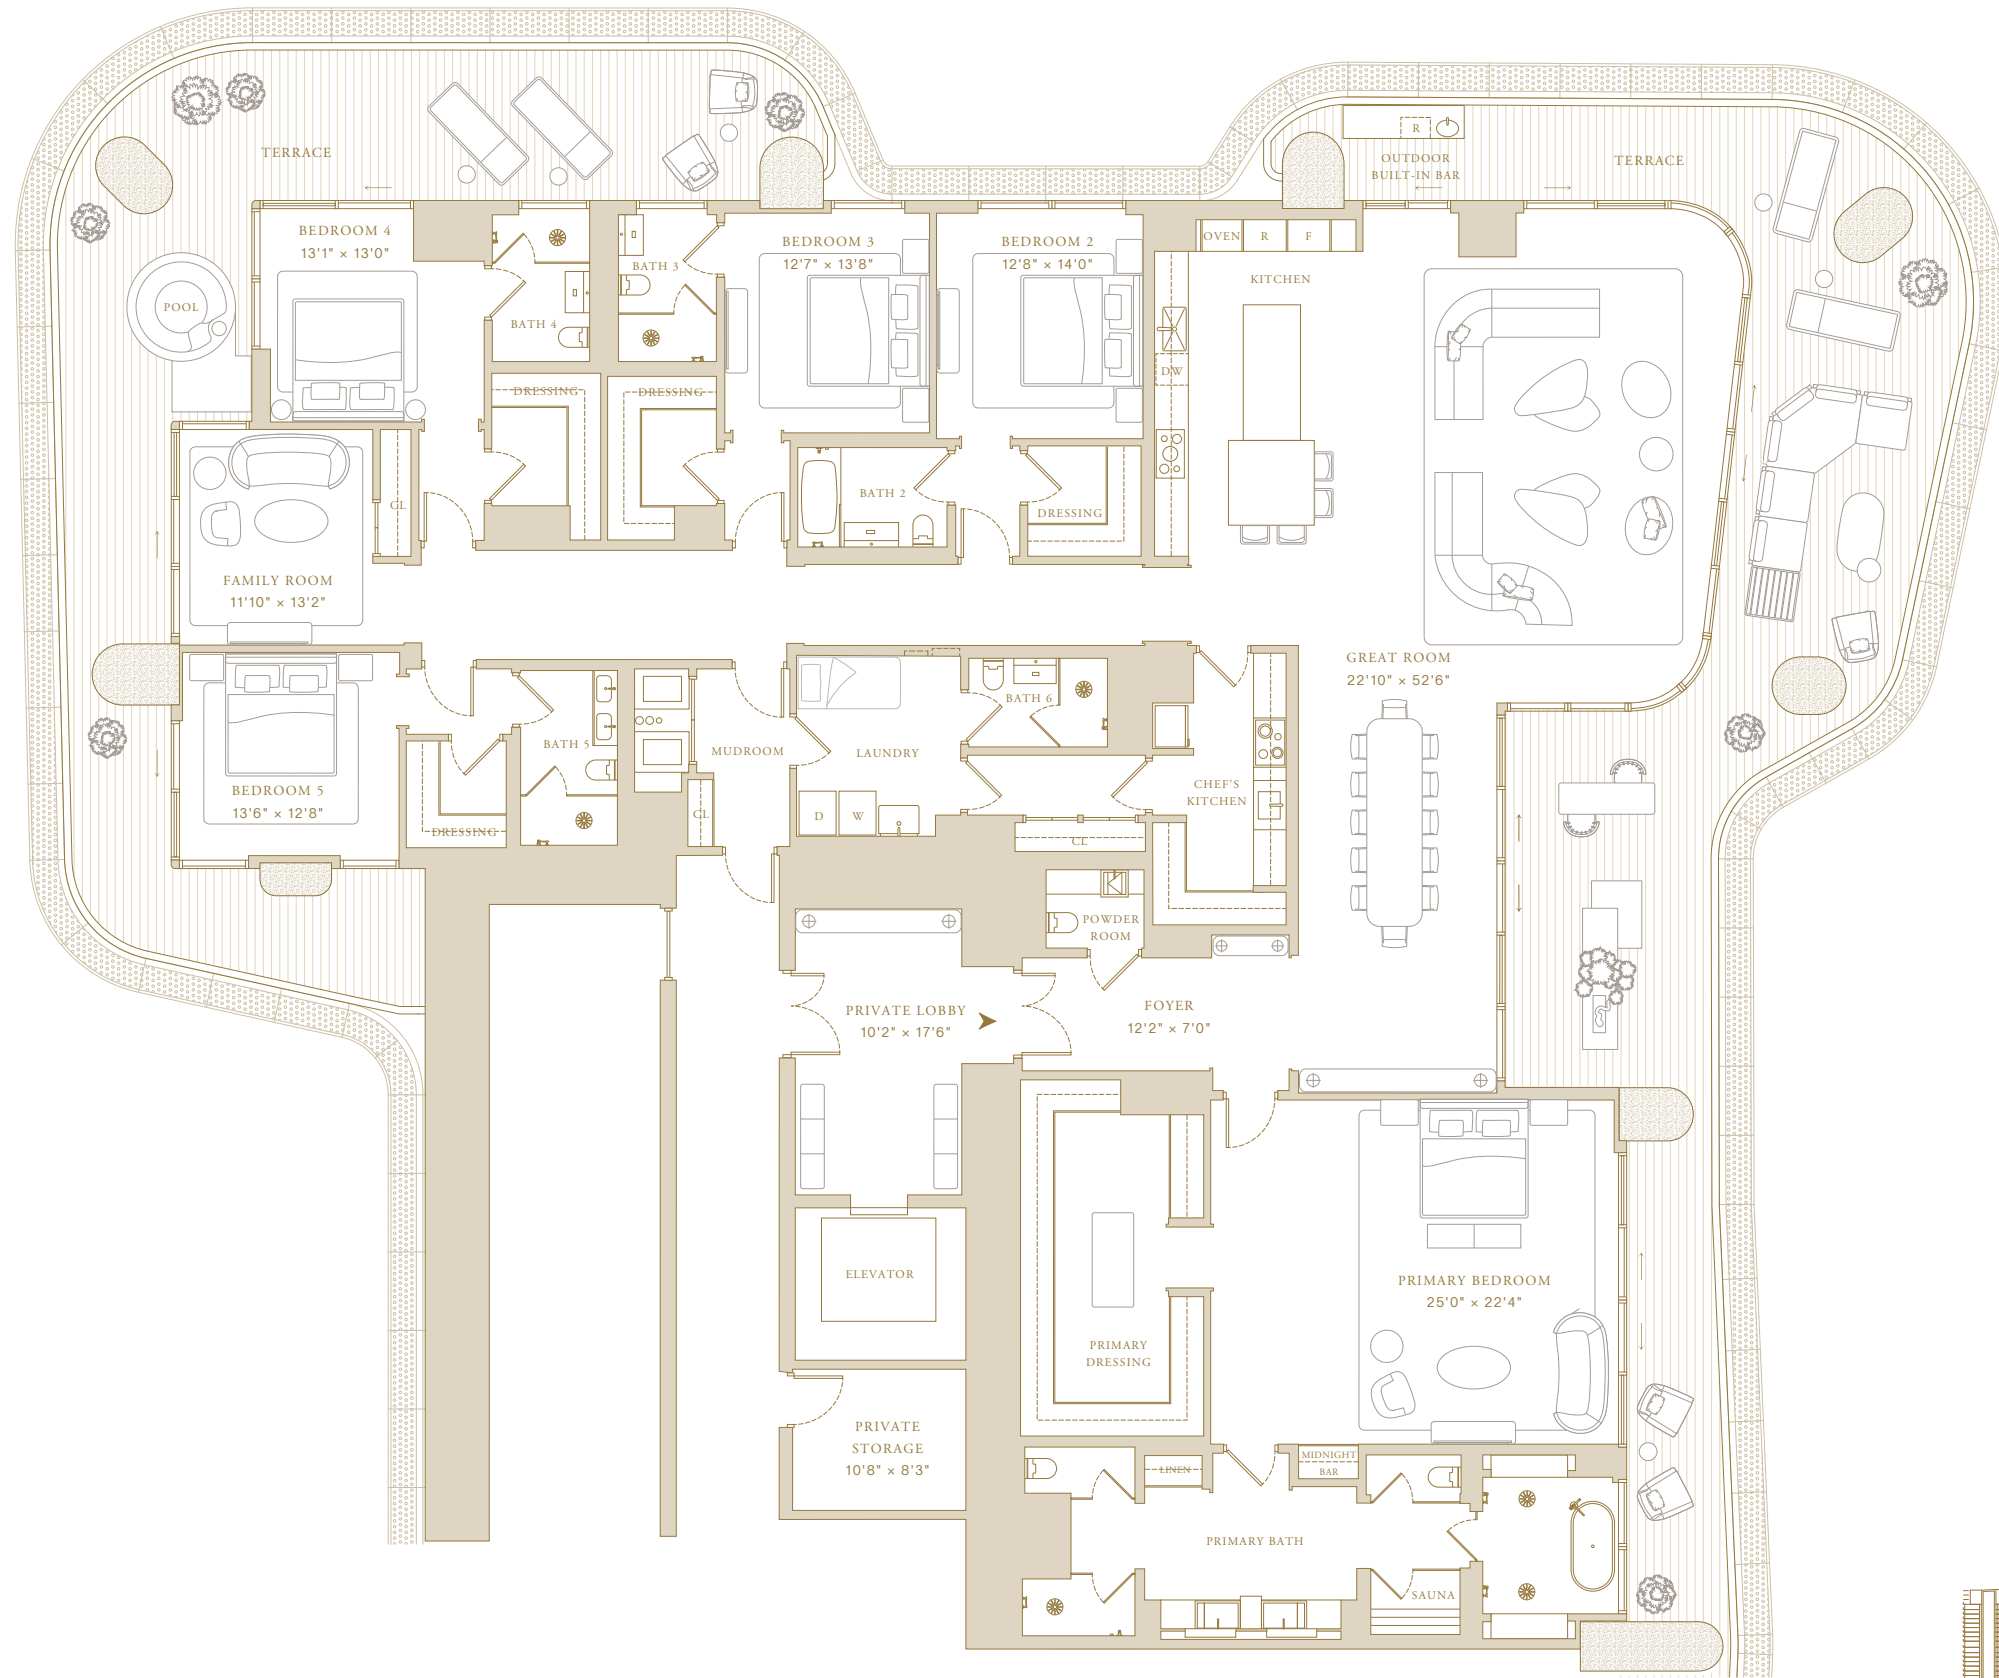 TERRACE
R
OUTDOOR
BUILT-IN BAR
TERRACE
BEDROOM 4
13'1" × 13'0"
BATH 3
BEDROOM 3
12'7" × 13'8"
BEDROOM 2
12'8" × 14'0"
OVEN
R
F
KITCHEN
POOL
BATH 4
DW
DRESSING
DRESSING
CL
BATH 2
DRESSING
FAMILY ROOM
11'10" × 13'2"
GREAT ROOM
22'10" × 52'6"
BATH 6
BATH 5
MUDROOM
LAUNDRY
CHEF'S
KITCHEN
BEDROOM 5
13'6" × 12'8"
DRESSING
CL
D
W
CL
POWDER
ROOM
PRIVATE LOBBY
10'2" × 17'6"
FOYER
12'2" × 7'0"
ELEVATOR
PRIMARY BEDROOM
25'0" × 22'4"
PRIMARY
DRESSING
PRIVATE
STORAGE
10'8" × 8'3"
LINEN
MIDNIGHT
BAR
PRIMARY BATH
SAUNA